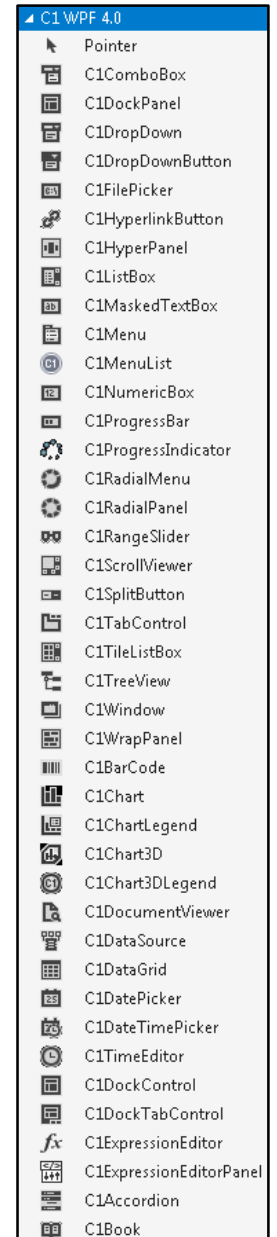 C1 WPF 4.0
Pointer
C1ComboBox
C1DockPanel
C1DropDown
C1DropDownButton
C1FilePicker
C1HyperlinkButton
C1HyperPanel
C1ListBox
C1MaskedTextBox
C1Menu
C1MenuList
C1NumericBox
C1ProgressBar
C1ProgressIndicator
C1RadialMenu
C1RadialPanel
C1RangeSlider
C1ScrollViewer
C1SplitButton
C1TabControl
C1TileListBox
C1TreeView
C1Window
C1WrapPanel
C1BarCode
C1Chart
C1ChartLegend
C1Chart3D
C1Chart3DLegend
C1DocumentViewer
C1DataSource
C1DataGrid
C1DatePicker
C1DateTimePicker
C1TimeEditor
C1DockControl
C1DockTabControl
C1ExpressionEditor
C1ExpressionEditorPanel
C1Accordion
C1Book